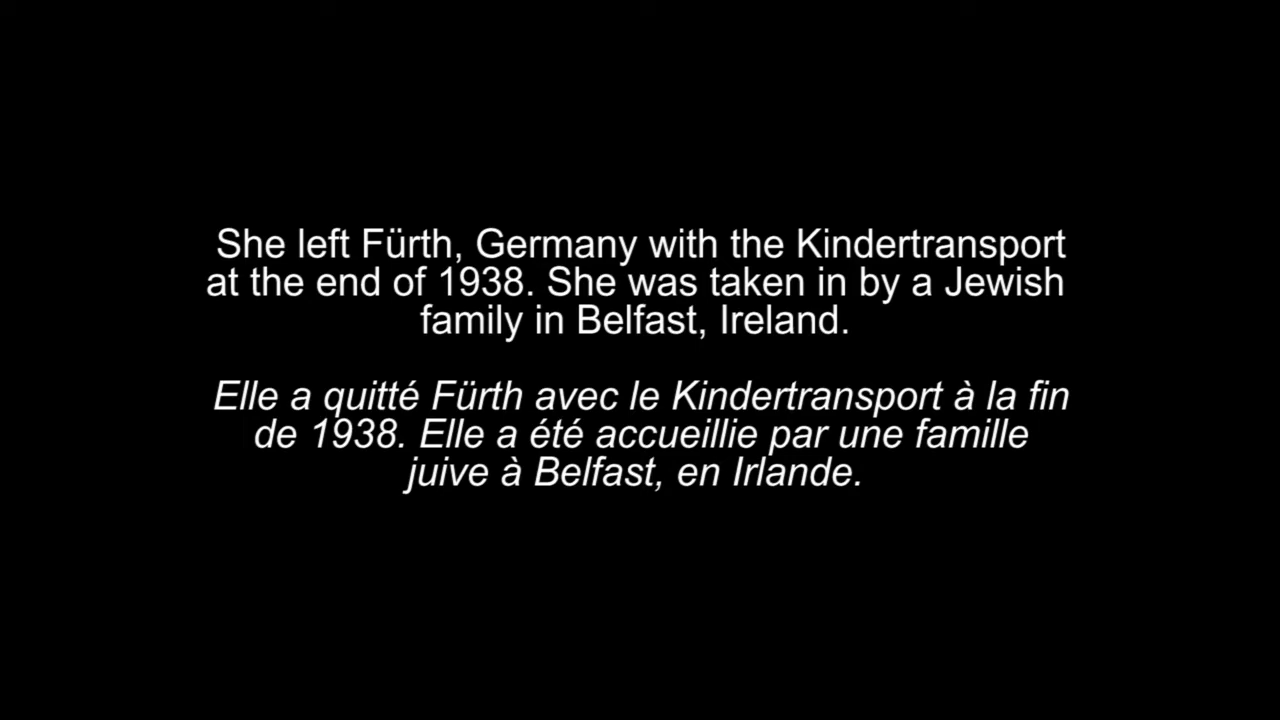 She left Fürth, Germany with the Kindertransport
at the end of 1938. She was taken in by a Jewish
family in Belfast, Ireland.
Elle a quitté Fürth avec le Kindertransport à la fin
de 1938. Elle a été accueillie par une famille
juive à Belfast, en Irlande.